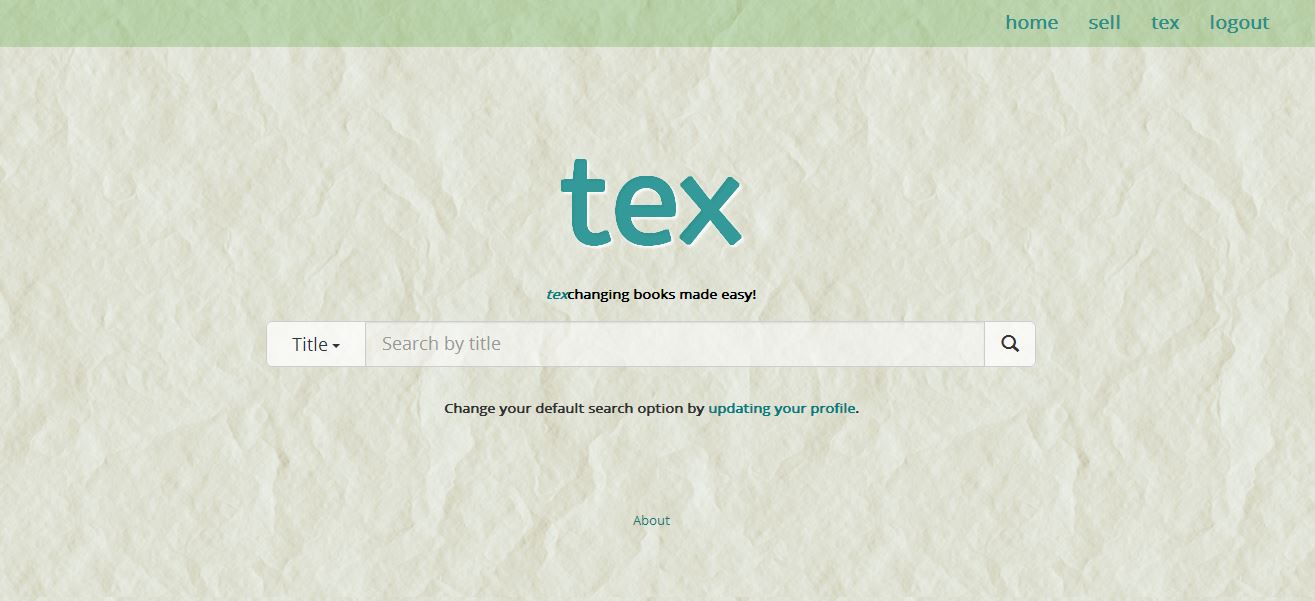 home sell tex logout
tex
texchanging books made easy!
Title Search by title
Change your default search option by updating your profile.
About